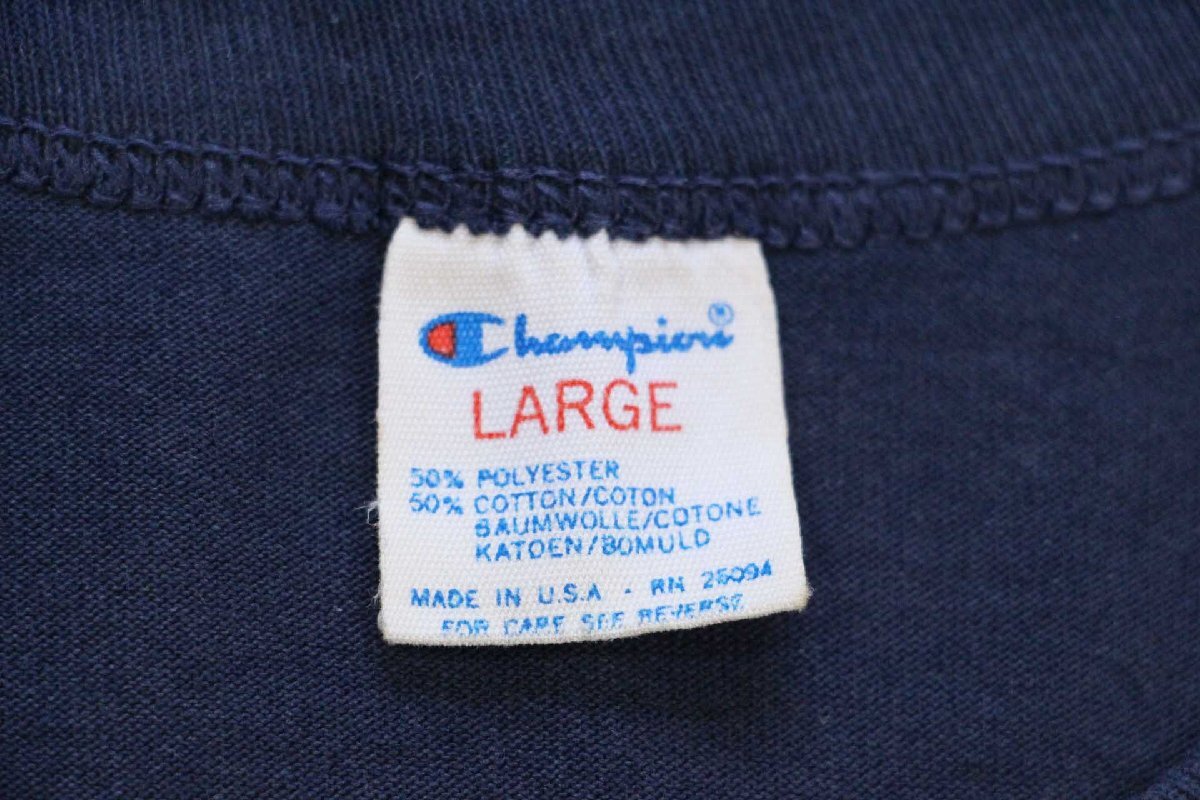 Champion®
LARGE
50% POLYESTER
50% COTTON/COTON
BAUMWOLLE/COTONE
KATOEN/BOMULD
MADE IN U.S.A - RN 26094
FOR CARE SEE REVERSE